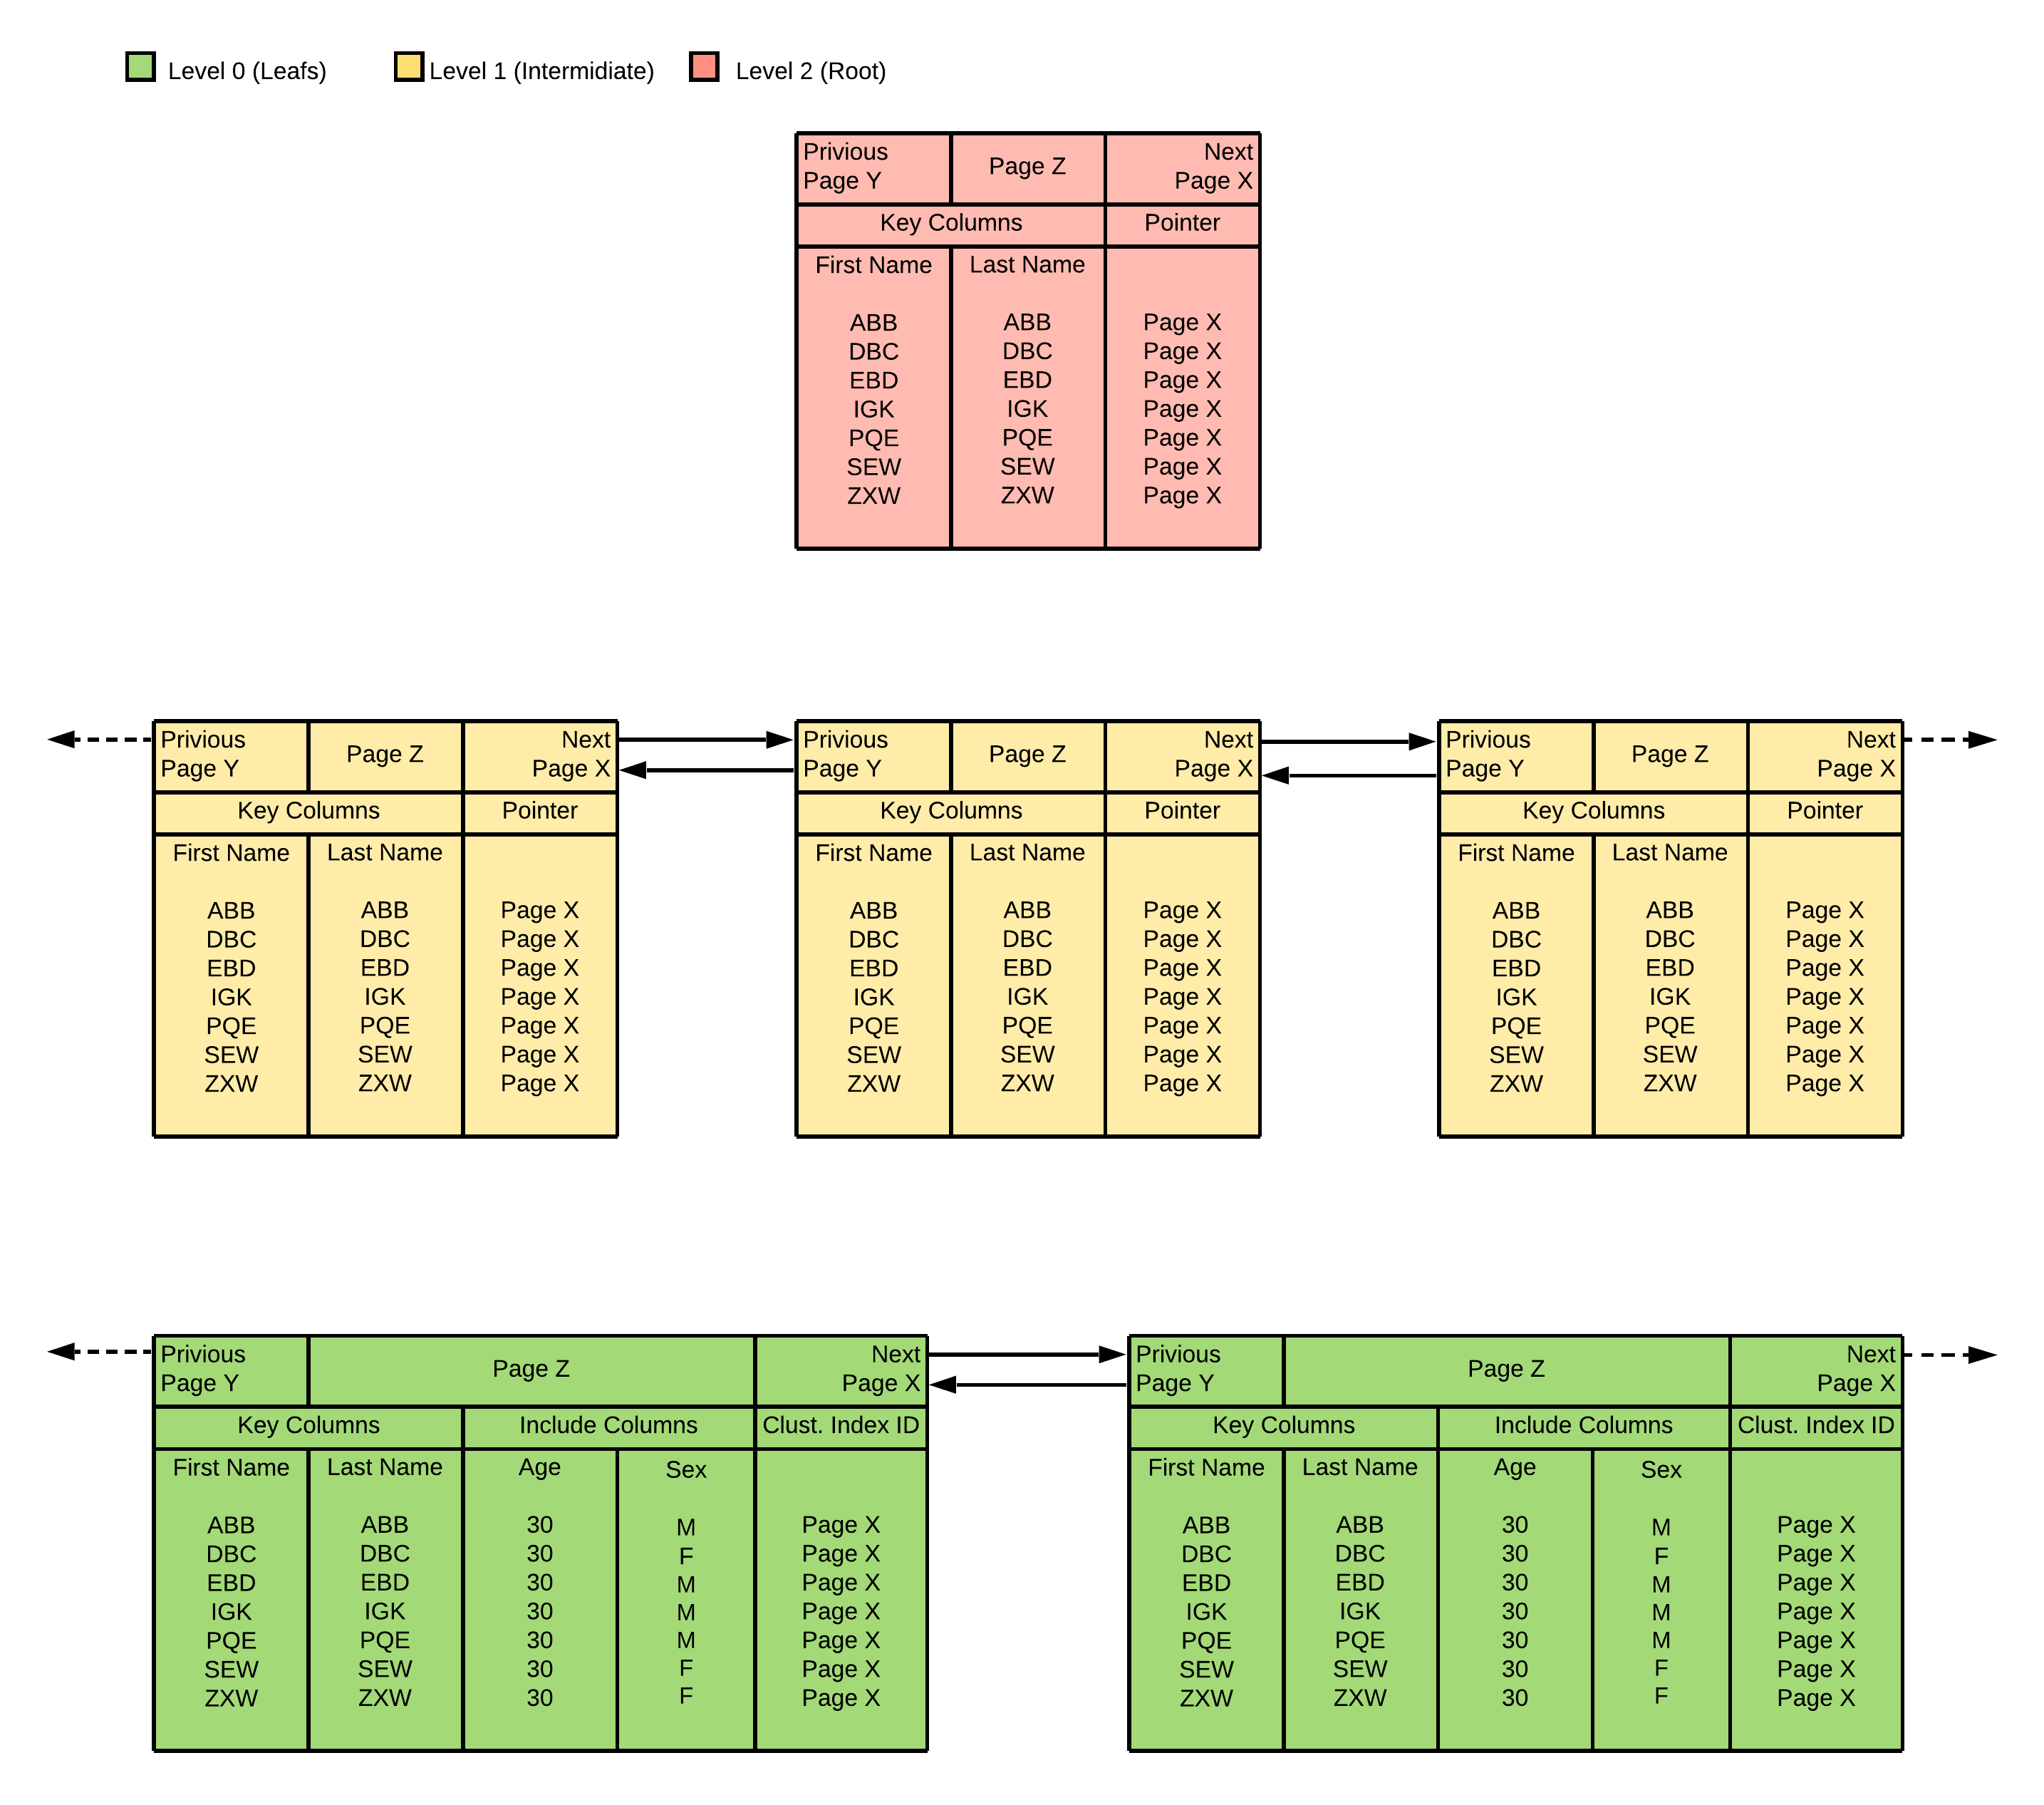 Level 0 (Leafs) Level 1 (Intermidiate) Level 2 (Root)
Privious Next
Page Y Page Z Page X
Key Columns Pointer
First Name Last Name
ABB ABB Page X
DBC DBC Page X
EBD EBD Page X
IGK IGK Page X
PQE PQE Page X
SEW SEW Page X
ZXW ZXW Page X
Privious Next
Page Y Page Z Page X
Key Columns Pointer
First Name Last Name
ABB ABB Page X
DBC DBC Page X
EBD EBD Page X
IGK IGK Page X
PQE PQE Page X
SEW SEW Page X
ZXW ZXW Page X
Privious Next
Page Y Page Z Page X
Key Columns Pointer
First Name Last Name
ABB ABB Page X
DBC DBC Page X
EBD EBD Page X
IGK IGK Page X
PQE PQE Page X
SEW SEW Page X
ZXW ZXW Page X
Privious Next
Page Y Page Z Page X
Key Columns Pointer
First Name Last Name
ABB ABB Page X
DBC DBC Page X
EBD EBD Page X
IGK IGK Page X
PQE PQE Page X
SEW SEW Page X
ZXW ZXW Page X
Privious Next
Page Y Page Z Page X
Key Columns Include Columns Clust. Index ID
First Name Last Name Age Sex
ABB ABB 30 M Page X
DBC DBC 30 F Page X
EBD EBD 30 M Page X
IGK IGK 30 M Page X
PQE PQE 30 M Page X
SEW SEW 30 F Page X
ZXW ZXW 30 F Page X
Privious Next
Page Y Page Z Page X
Key Columns Include Columns Clust. Index ID
First Name Last Name Age Sex
ABB ABB 30 M Page X
DBC DBC 30 F Page X
EBD EBD 30 M Page X
IGK IGK 30 M Page X
PQE PQE 30 M Page X
SEW SEW 30 F Page X
ZXW ZXW 30 F Page X